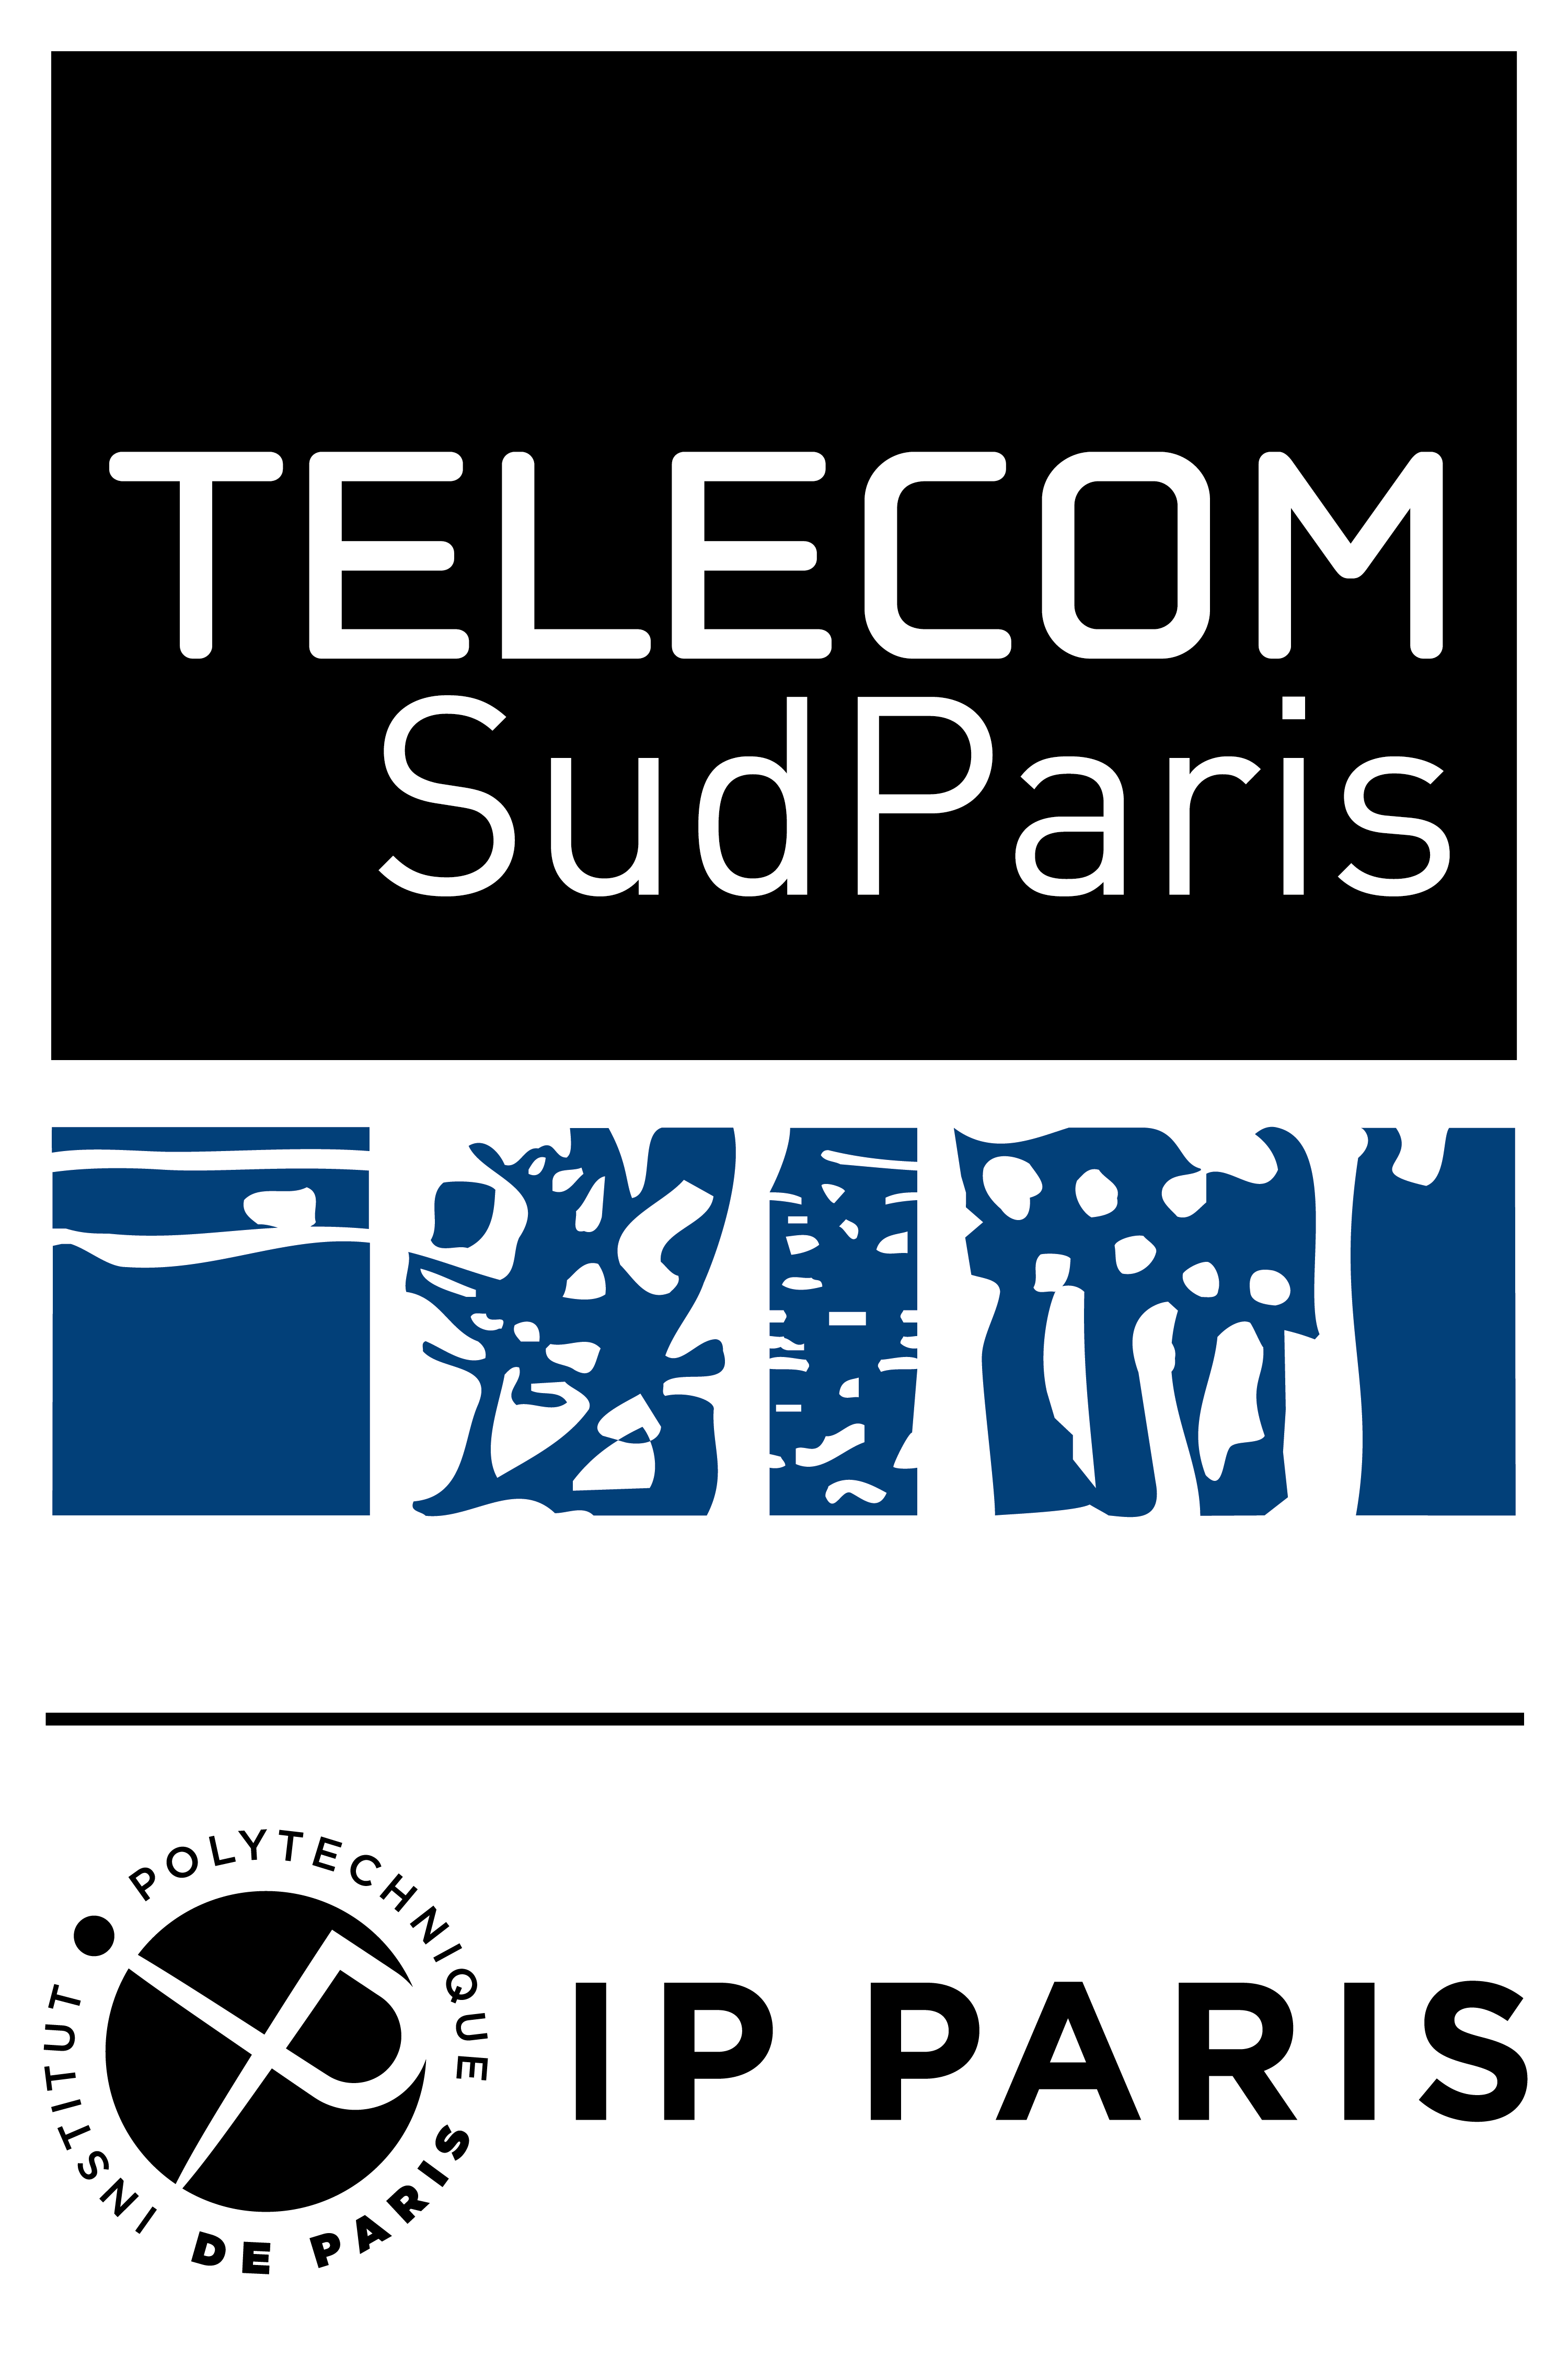 TELECOM
SudParis
INSTITUT POLYTECHNIQUE
DE PARIS
IP PARIS